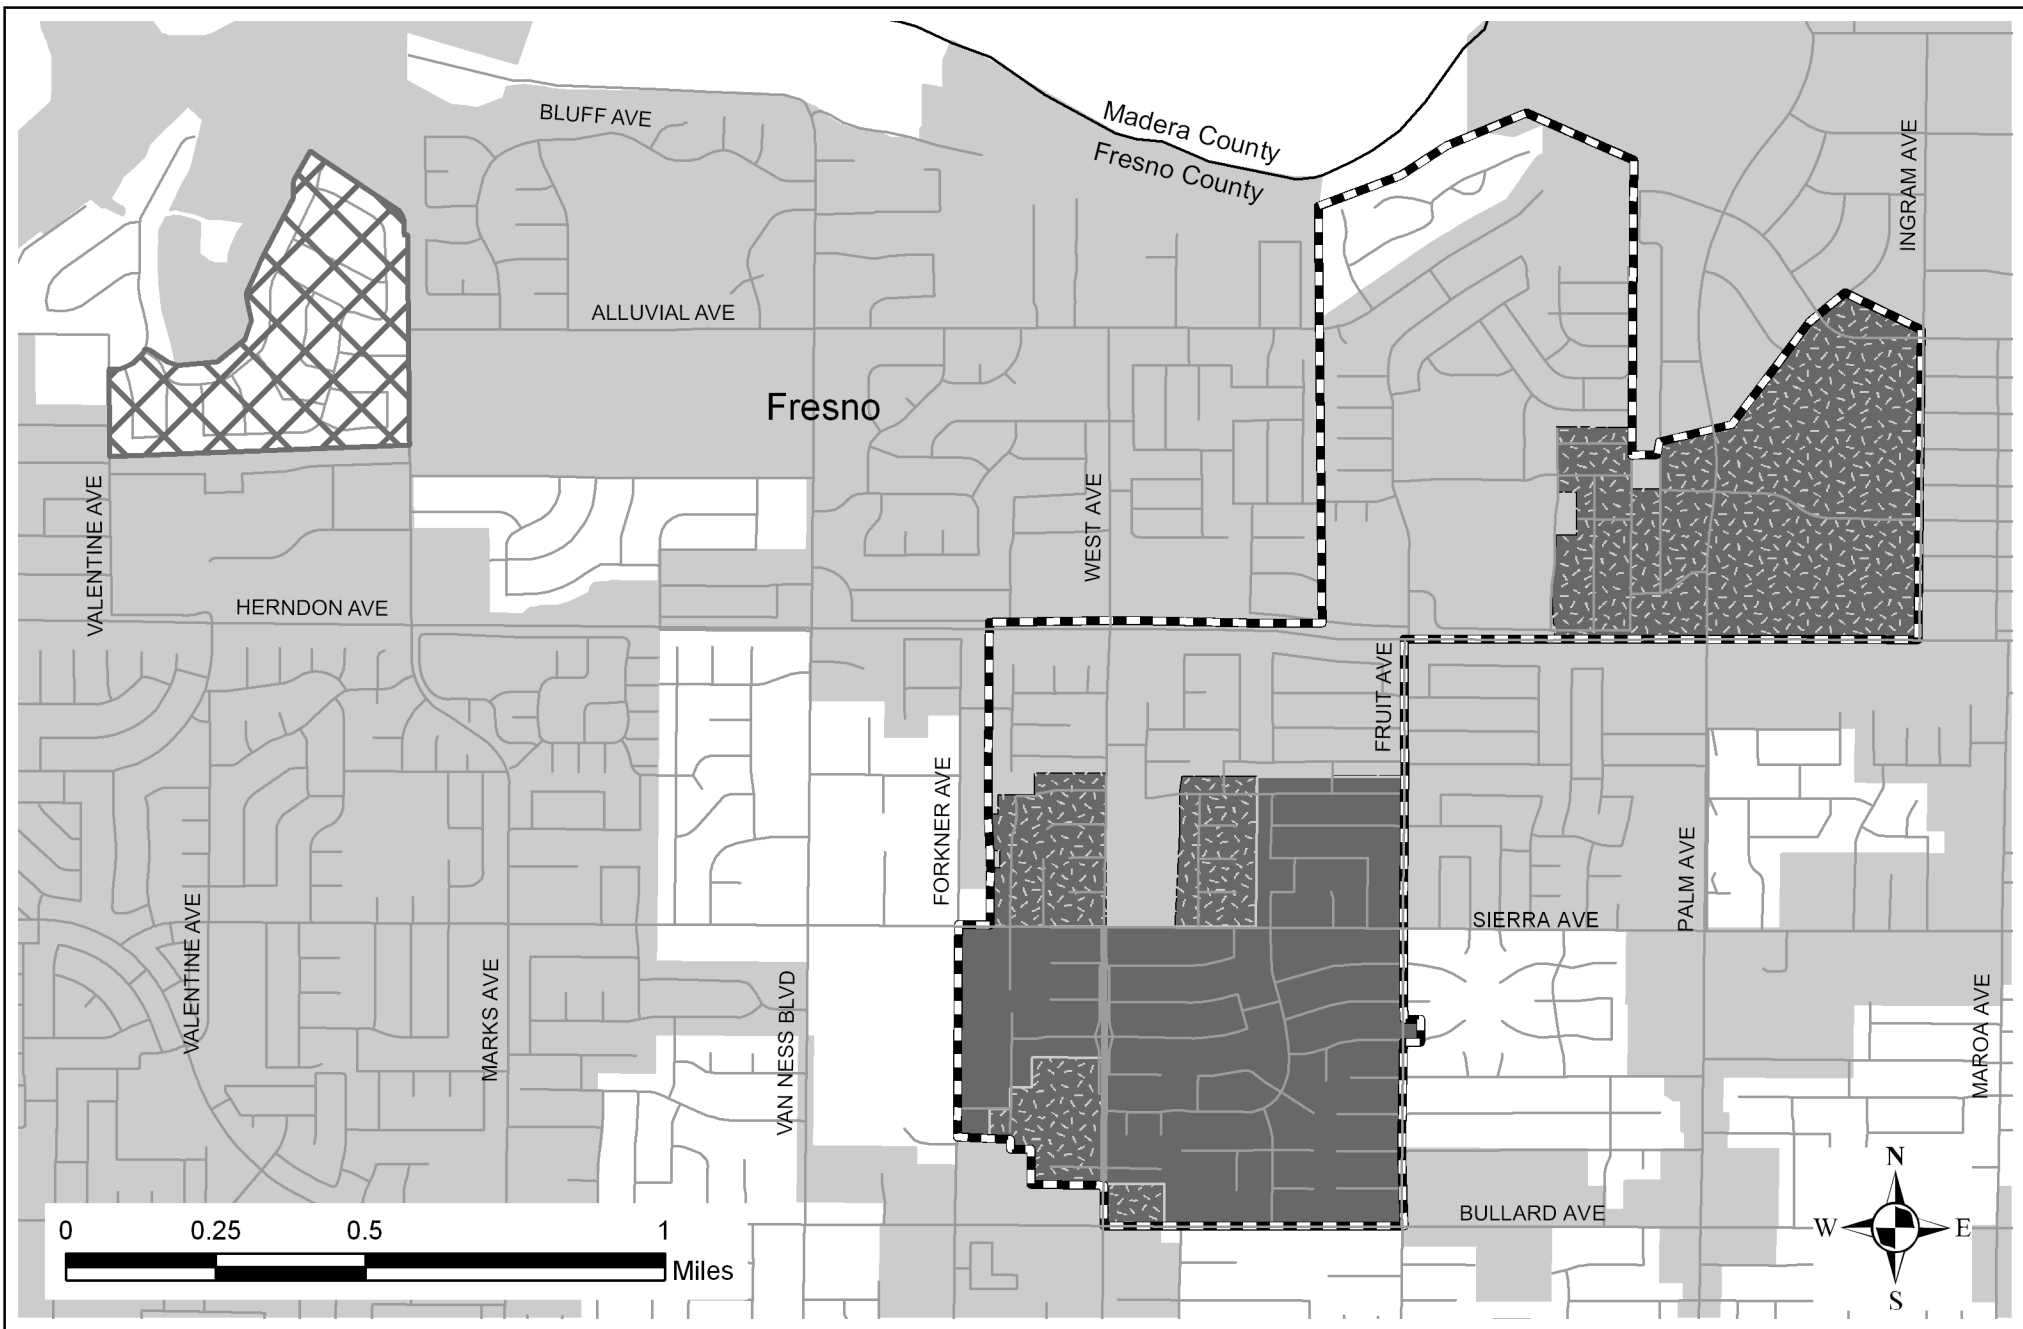 BLUFF AVE
Madera County
Fresno County
INGRAM AVE
ALLUVIAL AVE
Fresno
VALENTINE AVE
WEST AVE
HERNDON AVE
FRUIT AVE
FORKNER AVE
PALM AVE
SIERRA AVE
VALENTINE AVE
MARKS AVE
VAN NESS BLVD
MAROA AVE
BULLARD AVE
0 0.25 0.5 1
Miles
N
W E
S